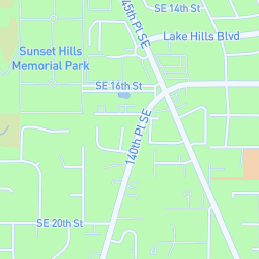 145th Pl SE
SE 14th St
Lake Hills Blvd
Sunset Hills
Memorial Park
SE 16th St
140th Pl SE
SE 20th St